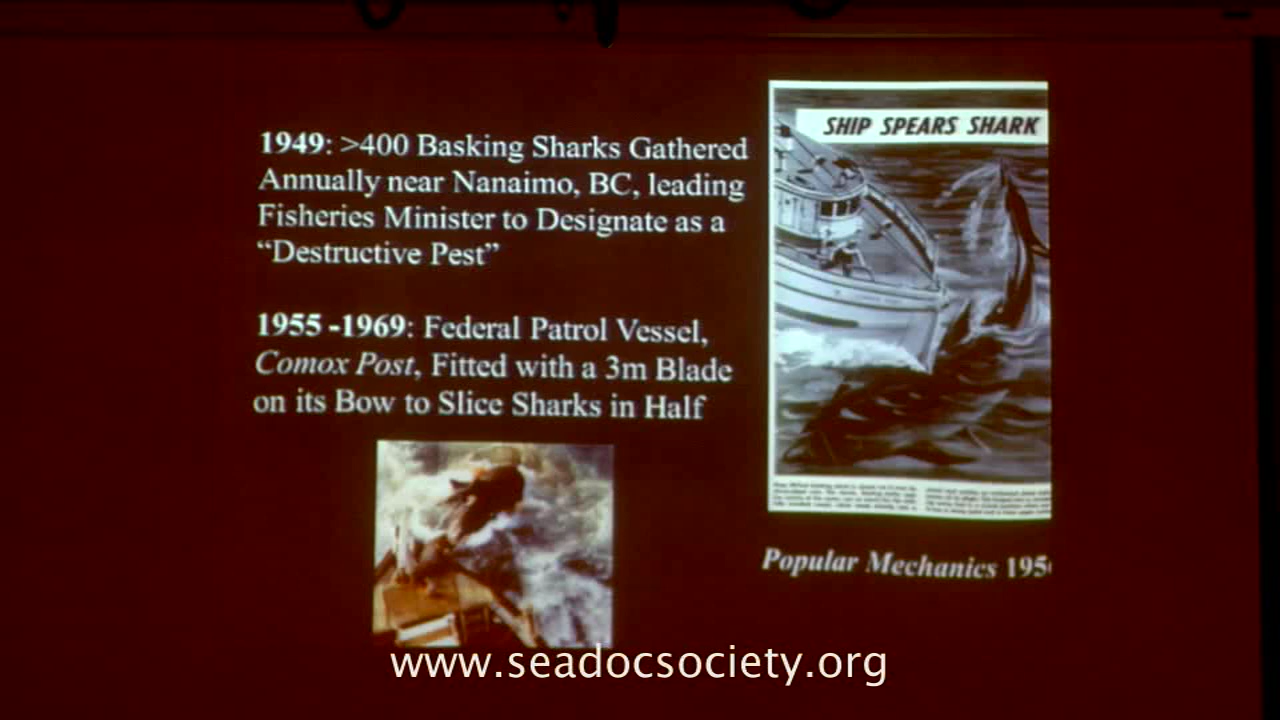 1949: >400 Basking Sharks Gathered
Annually near Nanaimo, BC, leading
Fisheries Minister to Designate as a
“Destructive Pest”
1955 -1969: Federal Patrol Vessel,
Comox Post, Fitted with a 3m Blade
on its Bow to Slice Sharks in Half
SHIP SPEARS SHARK
Popular Mechanics
www.seadocsociety.org